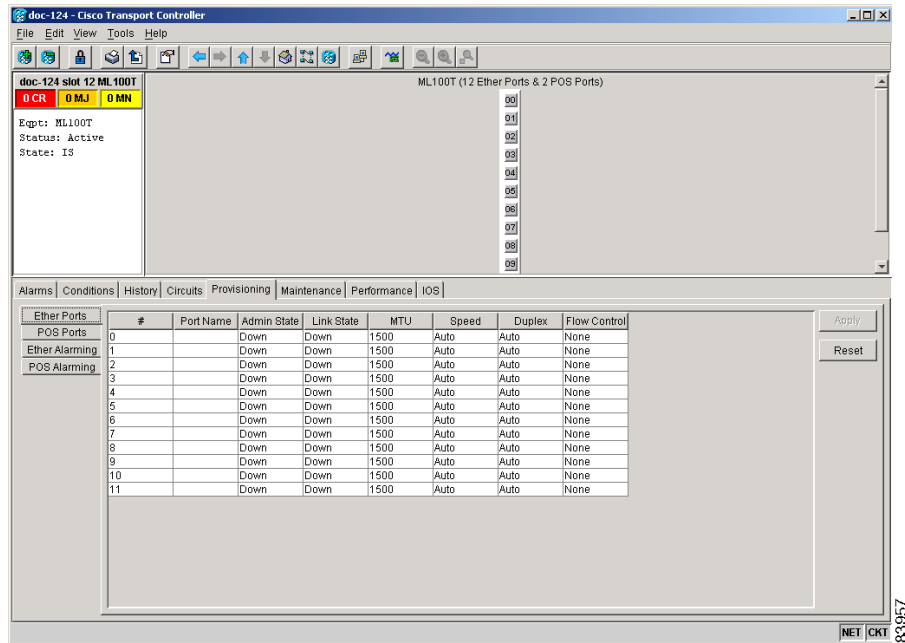 doc-124 - Cisco Transport Controller
File Edit View Tools Help
doc-124 slot 12 ML100T
0 CR 0 MJ 0 MN
Eqpt: ML100T
Status: Active
State: IS
ML100T (12 Ether Ports & 2 POS Ports)
00
01
02
03
04
05
06
07
08
09
Alarms Conditions History Circuits Provisioning Maintenance Performance IOS
Ether Ports
POS Ports
Ether Alarming
POS Alarming
# Port Name Admin State Link State MTU Speed Duplex Flow Control
0 Down Down 1500 Auto Auto None
1 Down Down 1500 Auto Auto None
2 Down Down 1500 Auto Auto None
3 Down Down 1500 Auto Auto None
4 Down Down 1500 Auto Auto None
5 Down Down 1500 Auto Auto None
6 Down Down 1500 Auto Auto None
7 Down Down 1500 Auto Auto None
8 Down Down 1500 Auto Auto None
9 Down Down 1500 Auto Auto None
10 Down Down 1500 Auto Auto None
11 Down Down 1500 Auto Auto None
Apply
Reset
NET CKT
83957